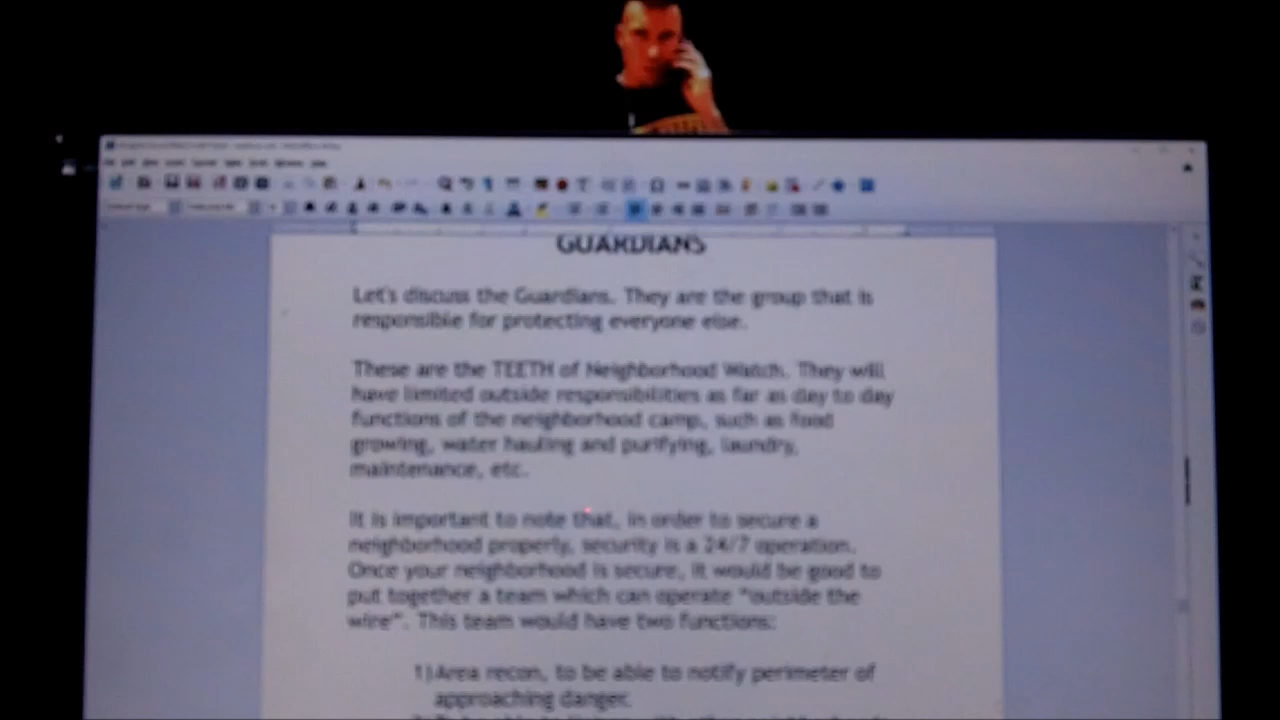 GUARDIANS
Let's discuss the Guardians. They are the group that is
responsible for protecting everyone else.
These are the TEETH of Neighborhood Watch. They will
have limited outside responsibilities as far as day to day
functions of the neighborhood camp, such as food
growing, water hauling and purifying, laundry,
maintenance, etc.
It is important to note that, in order to secure a
neighborhood properly, security is a 24/7 operation.
Once your neighborhood is secure, it would be good to
put together a team which can operate "outside the
wire". This team would have two functions:
1)Area recon, to be able to notify perimeter of
approaching danger.